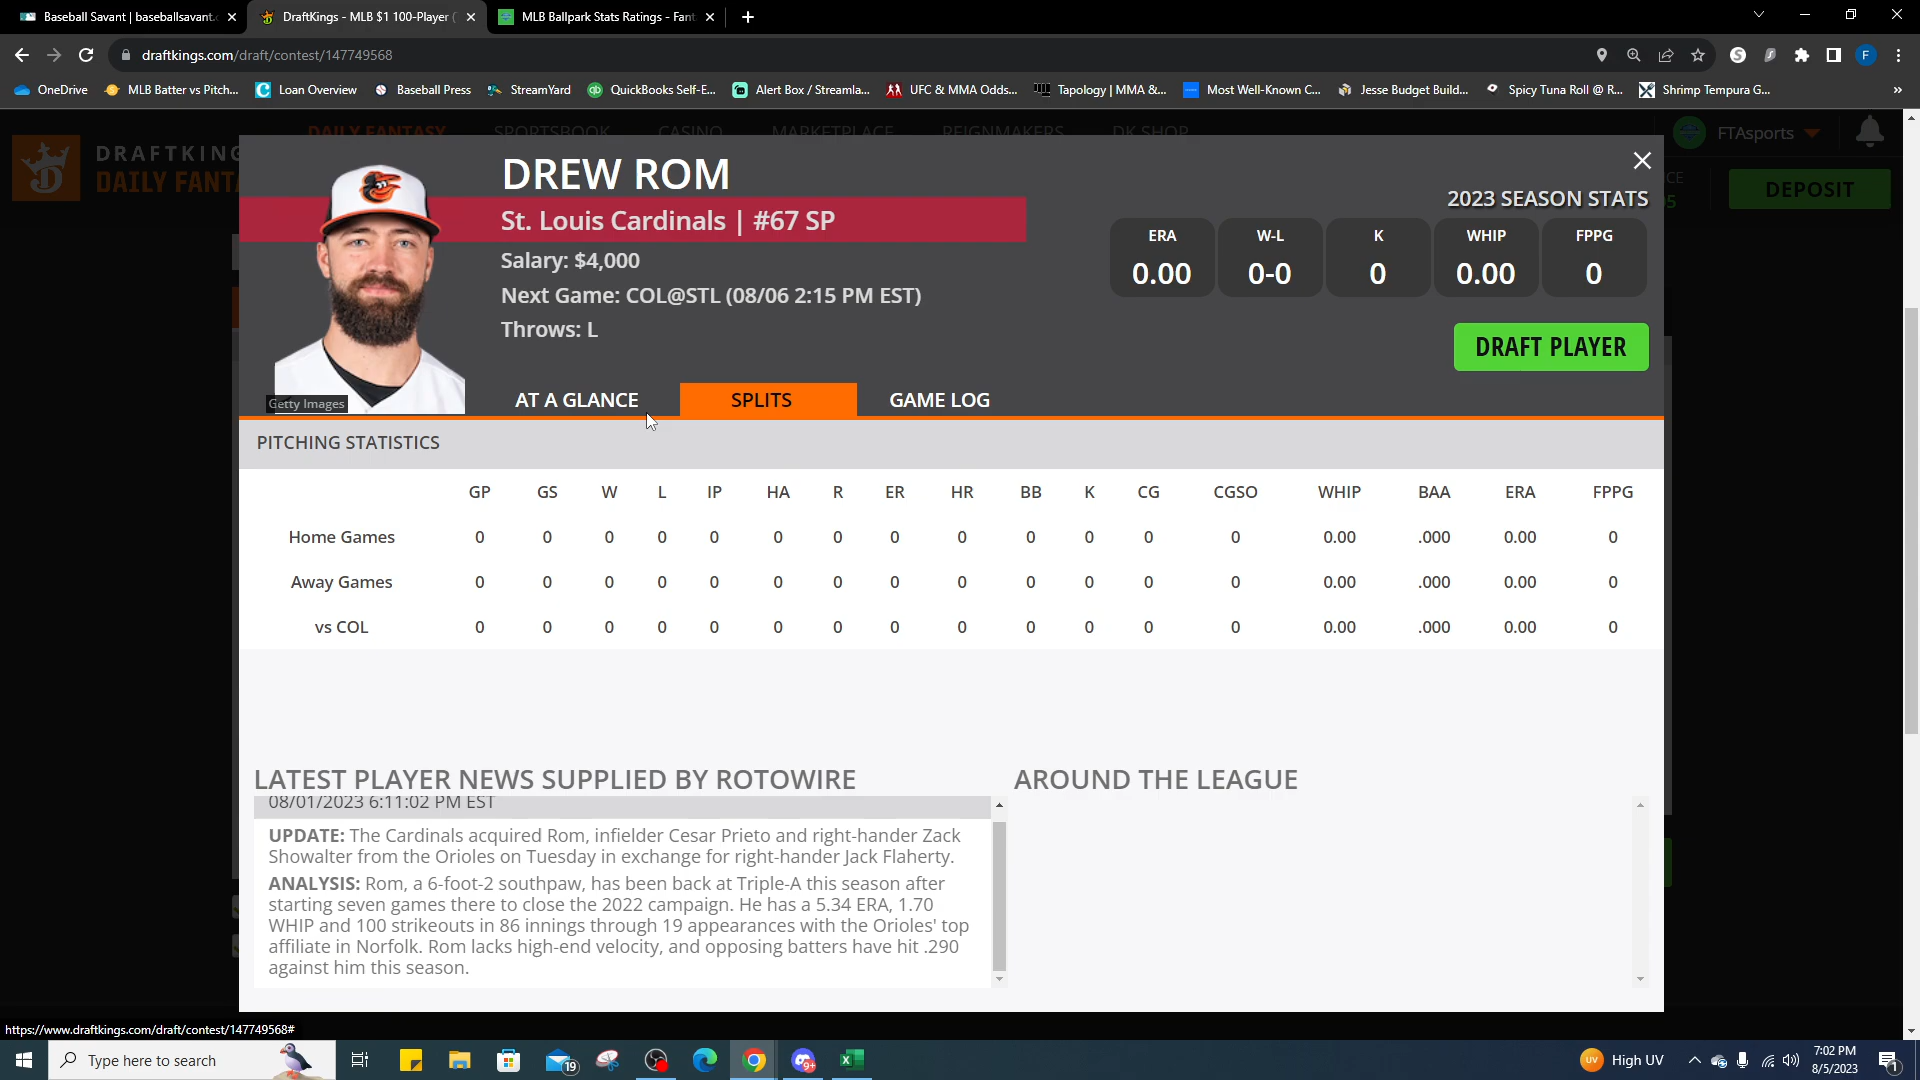 Baseball Savant | baseballsavant.
DraftKings - MLB $1 100-Player (
MLB Ballpark Stats Ratings - Fant
draftkings.com/draft/contest/147749568
F
OneDrive
MLB Batter vs Pitch...
Loan Overview
Baseball Press
StreamYard
QuickBooks Self-E...
Alert Box / Streamla...
UFC & MMA Odds...
Tapology | MMA &...
Most Well-Known C...
Jesse Budget Build...
Spicy Tuna Roll @ R...
Shrimp Tempura G...
»
DAILY FANTASY SPORTSBOOK CASINO MARKETPLACE REIGNMAKERS DK SHOP
DRAFTKING
DAILY FANTA
FTAsports
DEPOSIT
DREW ROM
St. Louis Cardinals | #67 SP
Salary: $4,000
Next Game: COL@STL (08/06 2:15 PM EST)
Throws: L
2023 SEASON STATS
ERA W-L K WHIP FPPG
0.00 0-0 0 0.00 0
DRAFT PLAYER
Getty Images
AT A GLANCE SPLITS GAME LOG
PITCHING STATISTICS
GP GS W L IP HA R ER HR BB K CG CGSO WHIP BAA ERA FPPG
Home Games 0 0 0 0 0 0 0 0 0 0 0 0 0 0.00 .000 0.00 0
Away Games 0 0 0 0 0 0 0 0 0 0 0 0 0 0.00 .000 0.00 0
vs COL 0 0 0 0 0 0 0 0 0 0 0 0 0 0.00 .000 0.00 0
LATEST PLAYER NEWS SUPPLIED BY ROTOWIRE
AROUND THE LEAGUE
08/01/2023 6:11:02 PM EST
UPDATE: The Cardinals acquired Rom, infielder Cesar Prieto and right-hander Zack
Showalter from the Orioles on Tuesday in exchange for right-hander Jack Flaherty.
ANALYSIS: Rom, a 6-foot-2 southpaw, has been back at Triple-A this season after
starting seven games there to close the 2022 campaign. He has a 5.34 ERA, 1.70
WHIP and 100 strikeouts in 86 innings through 19 appearances with the Orioles' top
affiliate in Norfolk. Rom lacks high-end velocity, and opposing batters have hit .290
against him this season.
https://www.draftkings.com/draft/contest/147749568#
Type here to search
19
9+
UV
High UV
7:02 PM
8/5/2023
1